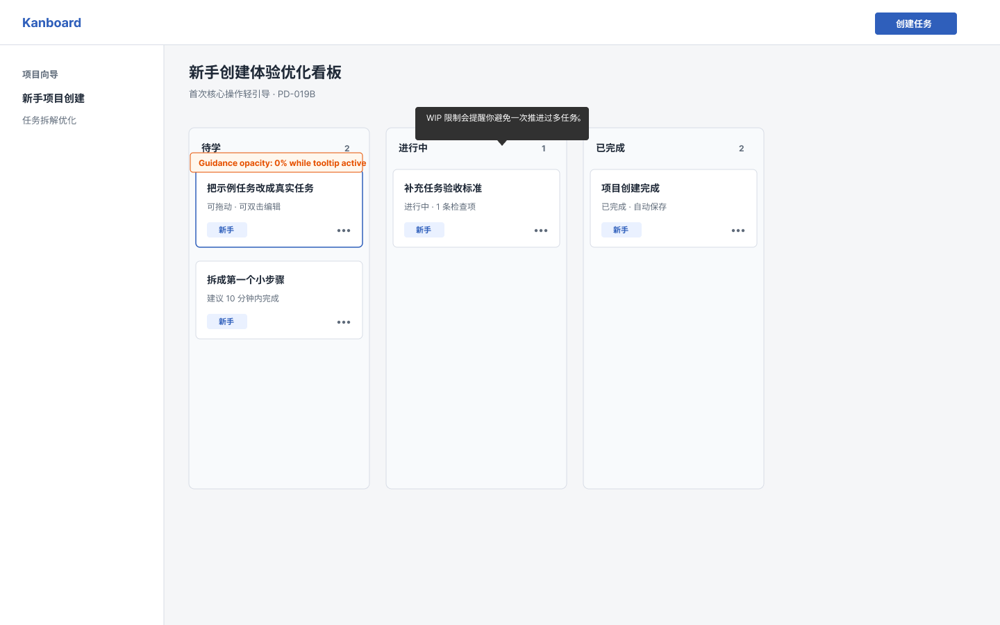 Kanboard
创建任务
项目向导
新手项目创建
任务拆解优化
新手创建体验优化看板
首次核心操作轻引导 · PD-019B
WIP 限制会提醒你避免一次推进过多任务。
待学
2
Guidance opacity: 0% while tooltip active
把示例任务改成真实任务
可拖动 · 可双击编辑
新手
拆成第一个小步骤
建议 10 分钟内完成
新手
进行中
1
补充任务验收标准
进行中 · 1 条检查项
新手
已完成
2
项目创建完成
已完成 · 自动保存
新手